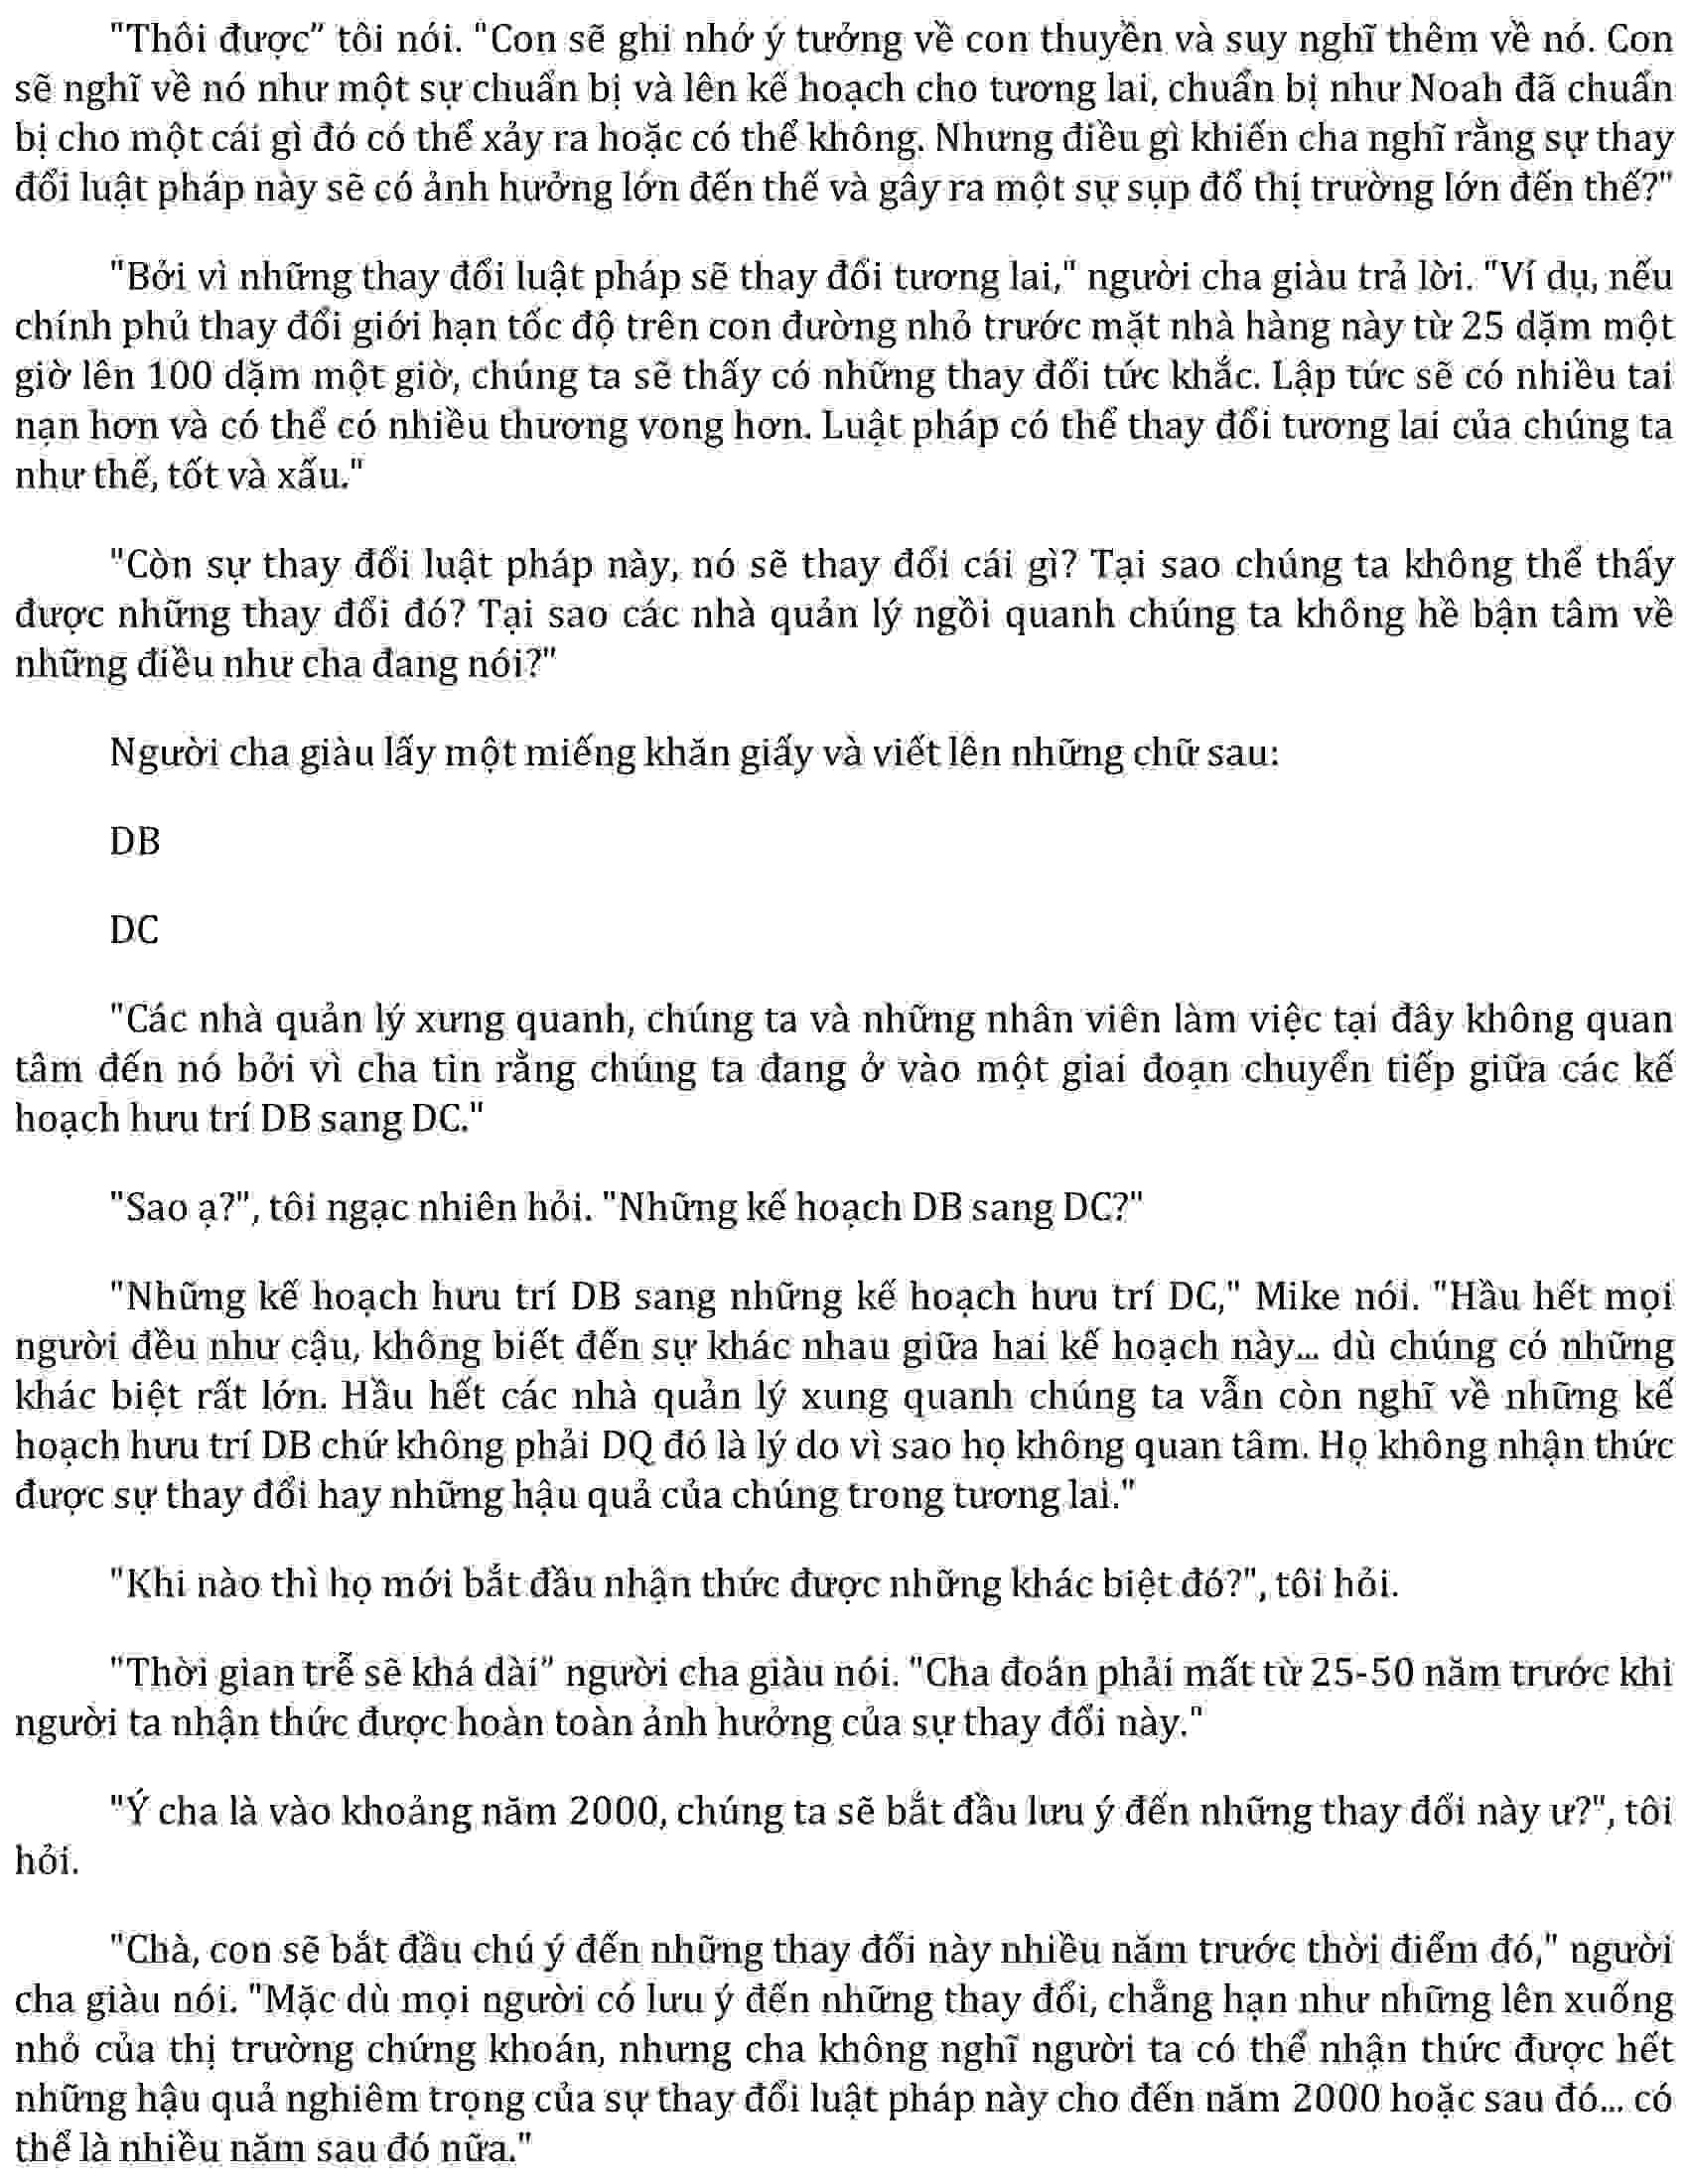 "Thôi được” tôi nói. "Con sẽ ghi nhớ ý tưởng về con thuyền và suy nghĩ thêm về nó. Con
sẽ nghĩ về nó như một sự chuẩn bị và lên kế hoạch cho tương lai, chuẩn bị như Noah đã chuẩn
bị cho một cái gì đó có thể xảy ra hoặc có thể không. Nhưng điều gì khiến cha nghĩ rằng sự thay
đổi luật pháp này sẽ có ảnh hưởng lớn đến thế và gây ra một sự sụp đổ thị trường lớn đến thế?"
"Bởi vì những thay đổi luật pháp sẽ thay đổi tương lai," người cha giàu trả lời. "Ví dụ, nếu
chính phủ thay đổi giới hạn tốc độ trên con đường nhỏ trước mặt nhà hàng này từ 25 dặm một
giờ lên 100 dặm một giờ, chúng ta sẽ thấy có những thay đổi tức khắc. Lập tức sẽ có nhiều tai
nạn hơn và có thể có nhiều thương vong hơn. Luật pháp có thể thay đổi tương lai của chúng ta
như thế, tốt và xấu."
"Còn sự thay đổi luật pháp này, nó sẽ thay đổi cái gì? Tại sao chúng ta không thể thấy
được những thay đổi đó? Tại sao các nhà quản lý ngồi quanh chúng ta không hề bận tâm về
những điều như cha đang nói?"
Người cha giàu lấy một miếng khăn giấy và viết lên những chữ sau:
DB
DC
"Các nhà quản lý xưng quanh, chúng ta và những nhân viên làm việc tại đây không quan
tâm đến nó bởi vì cha tin rằng chúng ta đang ở vào một giai đoạn chuyển tiếp giữa các kế
hoạch hưu trí DB sang DC."
"Sao ạ?", tôi ngạc nhiên hỏi. "Những kế hoạch DB sang DC?"
"Những kế hoạch hưu trí DB sang những kế hoạch hưu trí DC," Mike nói. "Hầu hết mọi
người đều như cậu, không biết đến sự khác nhau giữa hai kế hoạch này... dù chúng có những
khác biệt rất lớn. Hầu hết các nhà quản lý xung quanh chúng ta vẫn còn nghĩ về những kế
hoạch hưu trí DB chứ không phải DQ đó là lý do vì sao họ không quan tâm. Họ không nhận thức
được sự thay đổi hay những hậu quả của chúng trong tương lai."
"Khi nào thì họ mới bắt đầu nhận thức được những khác biệt đó?", tôi hỏi.
"Thời gian trễ sẽ khá dài” người cha giàu nói. "Cha đoán phải mất từ 25-50 năm trước khi
người ta nhận thức được hoàn toàn ảnh hưởng của sự thay đổi này."
"Ý cha là vào khoảng năm 2000, chúng ta sẽ bắt đầu lưu ý đến những thay đổi này ư?", tôi
hỏi.
"Chà, con sẽ bắt đầu chú ý đến những thay đổi này nhiều năm trước thời điểm đó," người
cha giàu nói. "Mặc dù mọi người có lưu ý đến những thay đổi, chẳng hạn như những lên xuống
nhỏ của thị trường chứng khoán, nhưng cha không nghĩ người ta có thể nhận thức được hết
những hậu quả nghiêm trọng của sự thay đổi luật pháp này cho đến năm 2000 hoặc sau đó... có
thể là nhiều năm sau đó nữa."